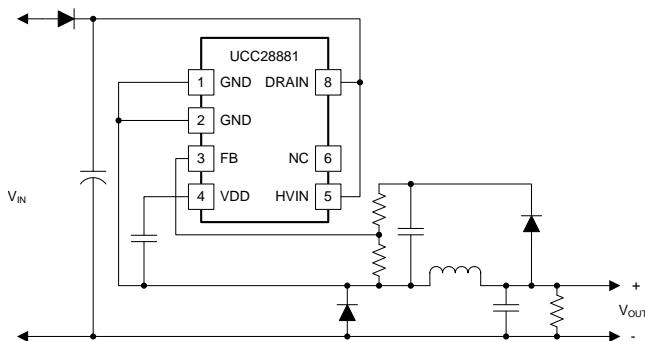 UCC28881
1 GND DRAIN 8
2 GND
3 FB NC 6
4 VDD HVIN 5
VIN
+
VOUT
-